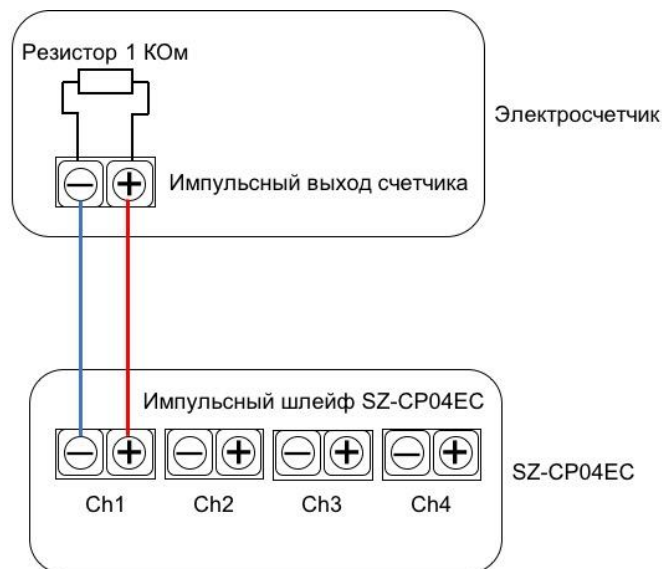 Резистор 1 КОм
Электросчетчик
Импульсный выход счетчика
Импульсный шлейф SZ-CP04EC
SZ-CP04EC
Ch1 Ch2 Ch3 Ch4